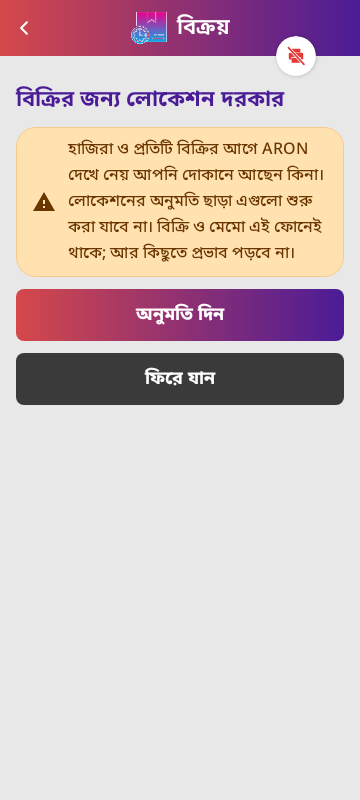 বিক্রয়
বিক্রির জন্য লোকেশন দরকার
হাজিরা ও প্রতিটি বিক্রির আগে ARON
দেখে নেয় আপনি দোকানে আছেন কিনা।
লোকেশনের অনুমতি ছাড়া এগুলো শুরু
করা যাবে না। বিক্রি ও মেমো এই ফোনেই
থাকে; আর কিছুতে প্রভাব পড়বে না।
অনুমতি দিন
ফিরে যান